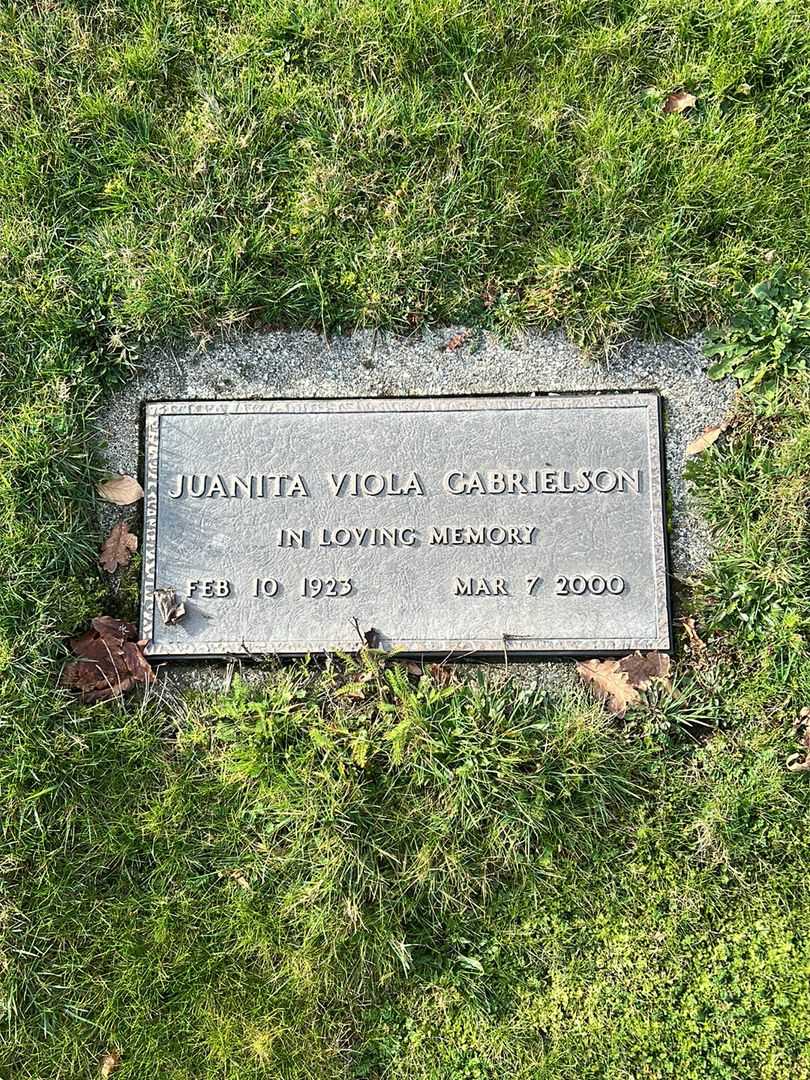 JUANITA VIOLA GABRIELSON
IN LOVING MEMORY
FEB 10 1923 MAR 7 2000